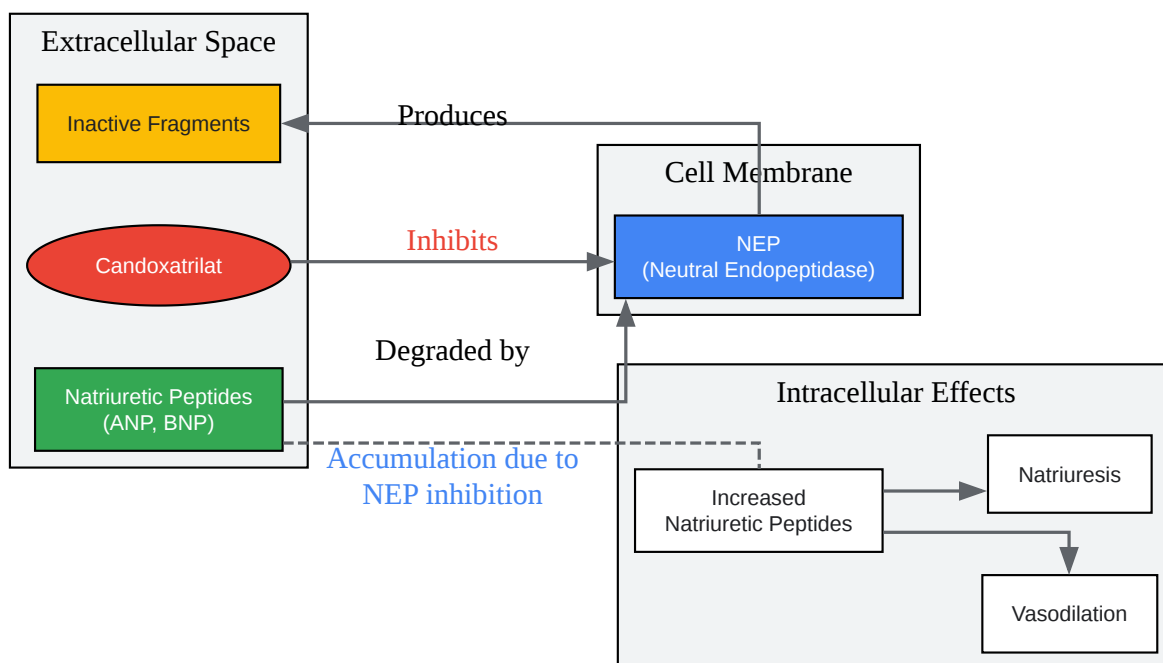 Extracellular Space
Inactive Fragments
Produces
Cell Membrane
NEP
(Neutral Endopeptidase)
Inhibits
Candoxatrilat
Degraded by
Natriuretic Peptides
(ANP, BNP)
Accumulation due to
NEP inhibition
Intracellular Effects
Increased
Natriuretic Peptides
Natriuresis
Vasodilation